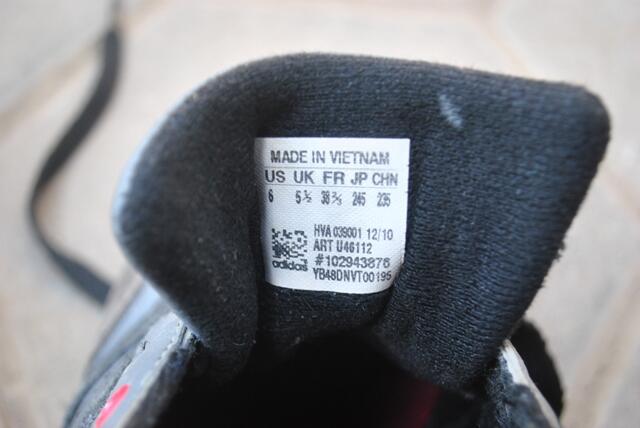 MADE IN VIETNAM
US UK FR JP CHN
6 5½ 38⅔ 245 235
HVA 039001 12/10
ART U46112
#102943876
adidas YB48DNVT00195